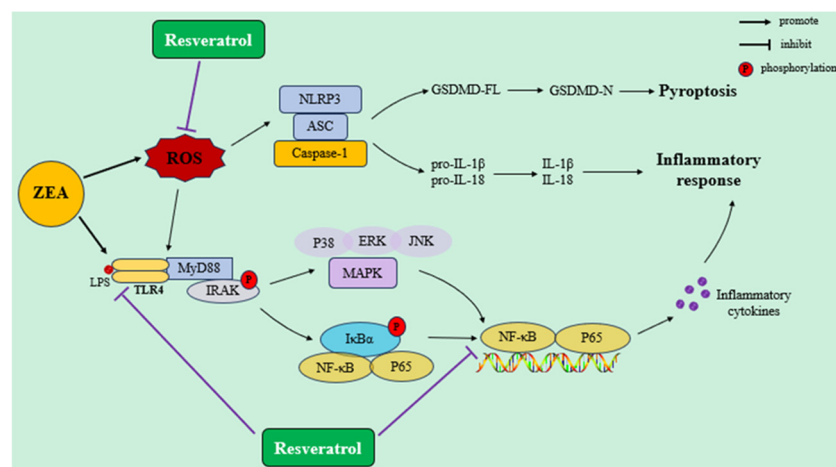 Resveratrol
promote
inhibit
P phosphorylation
NLRP3
ASC
Caspase-1
GSDMD-FL
GSDMD-N
Pyroptosis
ROS
pro-IL-1β
pro-IL-18
IL-1β
IL-18
Inflammatory
response
ZEA
P38
ERK
JNK
MAPK
LPS
TLR4
MyD88
IRAK
P
IκBα
P
NF-κB
P65
NF-κB
P65
Inflammatory
cytokines
Resveratrol